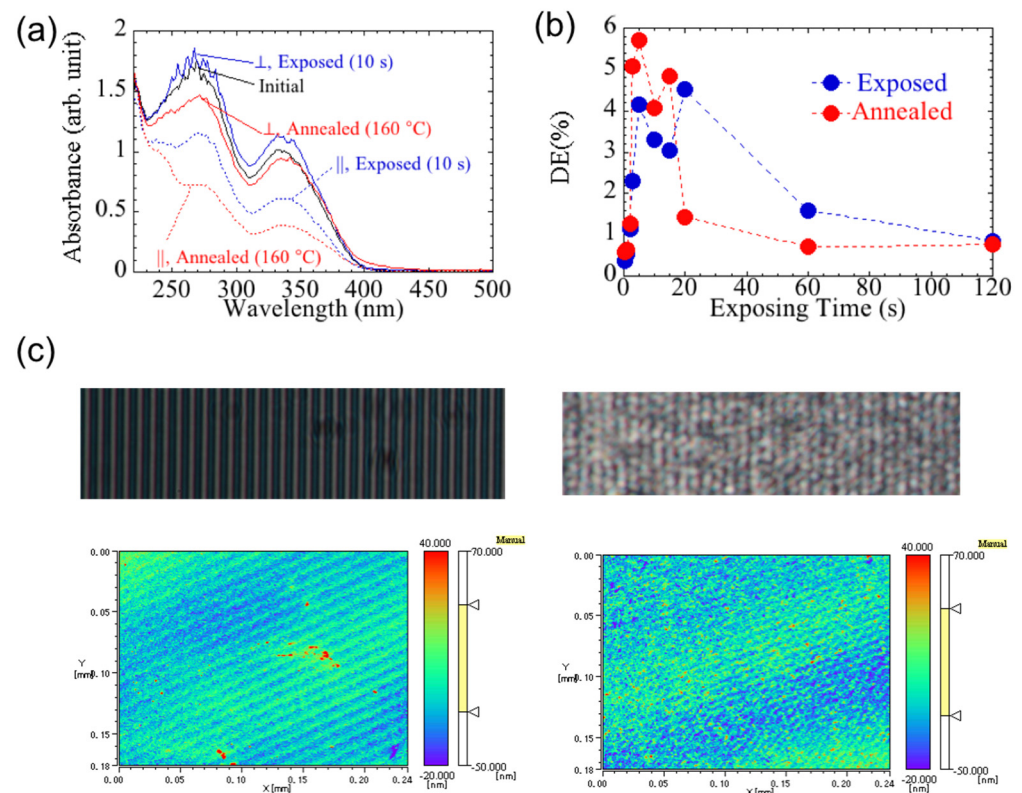 (a)
2
1.5
1
0.5
0
Absorbance (arb. unit)
⊥, Exposed (10 s)
Initial
⊥, Annealed (160 °C)
||, Exposed (10 s)
||, Annealed (160 °C)
250 300 350 400 450 500
Wavelength (nm)
(b)
6
5
4
3
2
1
0
DE(%)
Exposed
Annealed
0 20 40 60 80 100 120
Exposing Time (s)
(c)
Manual
40.000 70.000
0.00
0.05
0.10
0.15
0.18
Y
[mm]
0.00 0.05 0.10 0.15 0.20 0.24
X[mm]
-20.000 -50.000
[nm] [nm]
Manual
40.000 70.000
0.00
0.05
0.10
0.15
0.18
Y
[mm]
0.00 0.05 0.10 0.15 0.20 0.24
X[mm]
-20.000 -50.000
[nm] [nm]